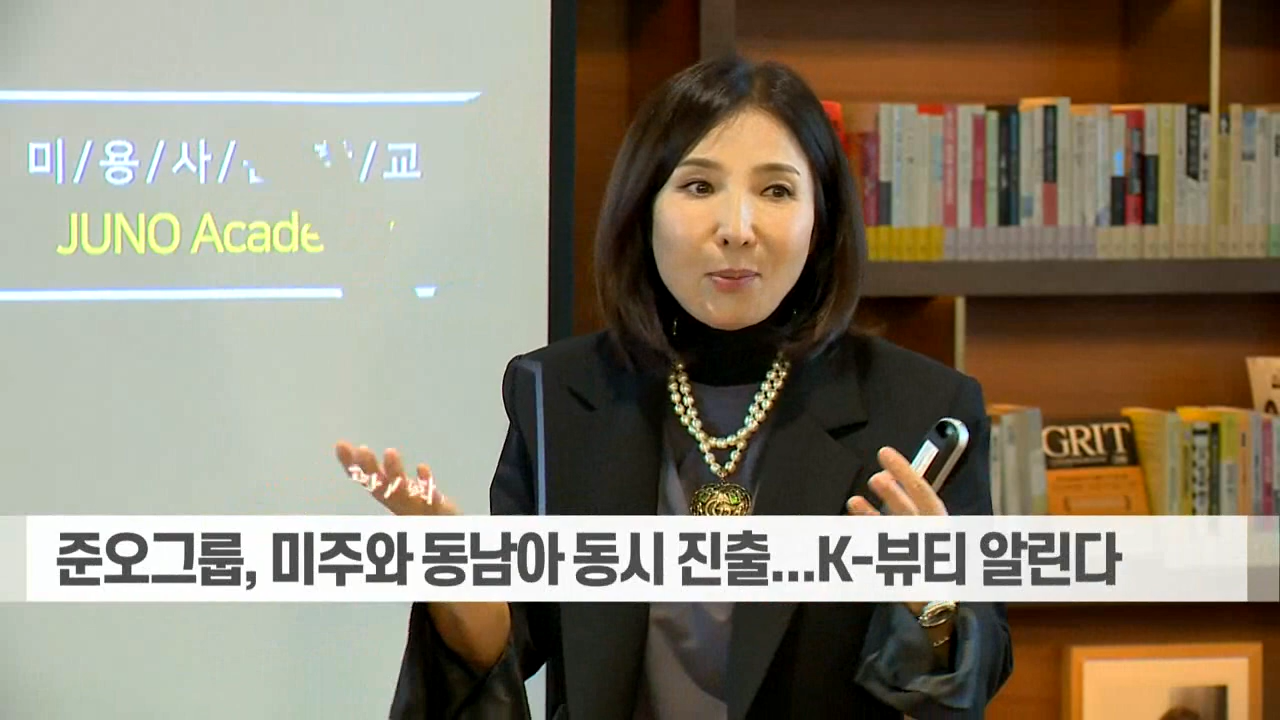 미/용/사/ /교
JUNO Acade
GRIT
준오그룹, 미주와 동남아 동시 진출...K-뷰티 알린다